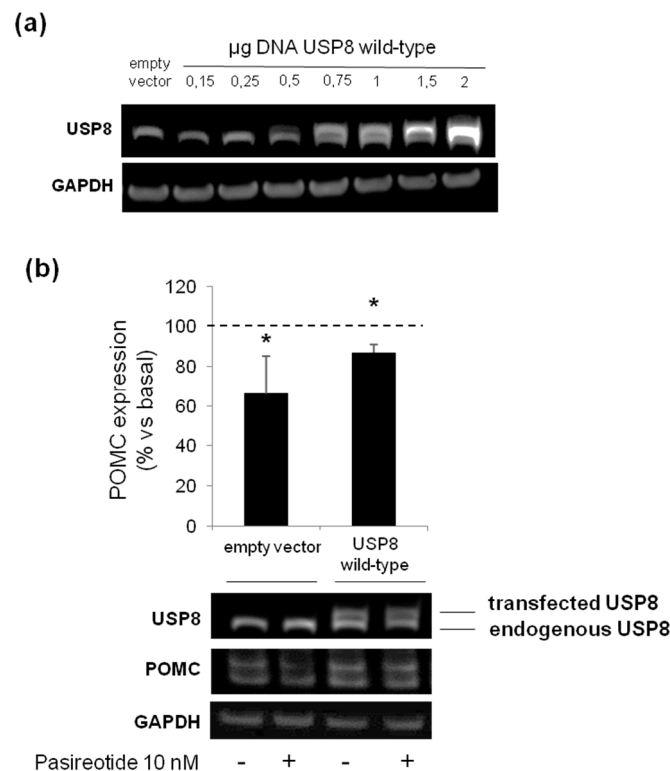 (a)
µg DNA USP8 wild-type
empty vector 0,15 0,25 0,5 0,75 1 1,5 2
USP8
GAPDH
(b)
120
100
80
60
40
20
0
POMC expression
(% vs basal)
* *
empty vector USP8
wild-type
USP8
transfected USP8
endogenous USP8
POMC
GAPDH
Pasireotide 10 nM - + - +